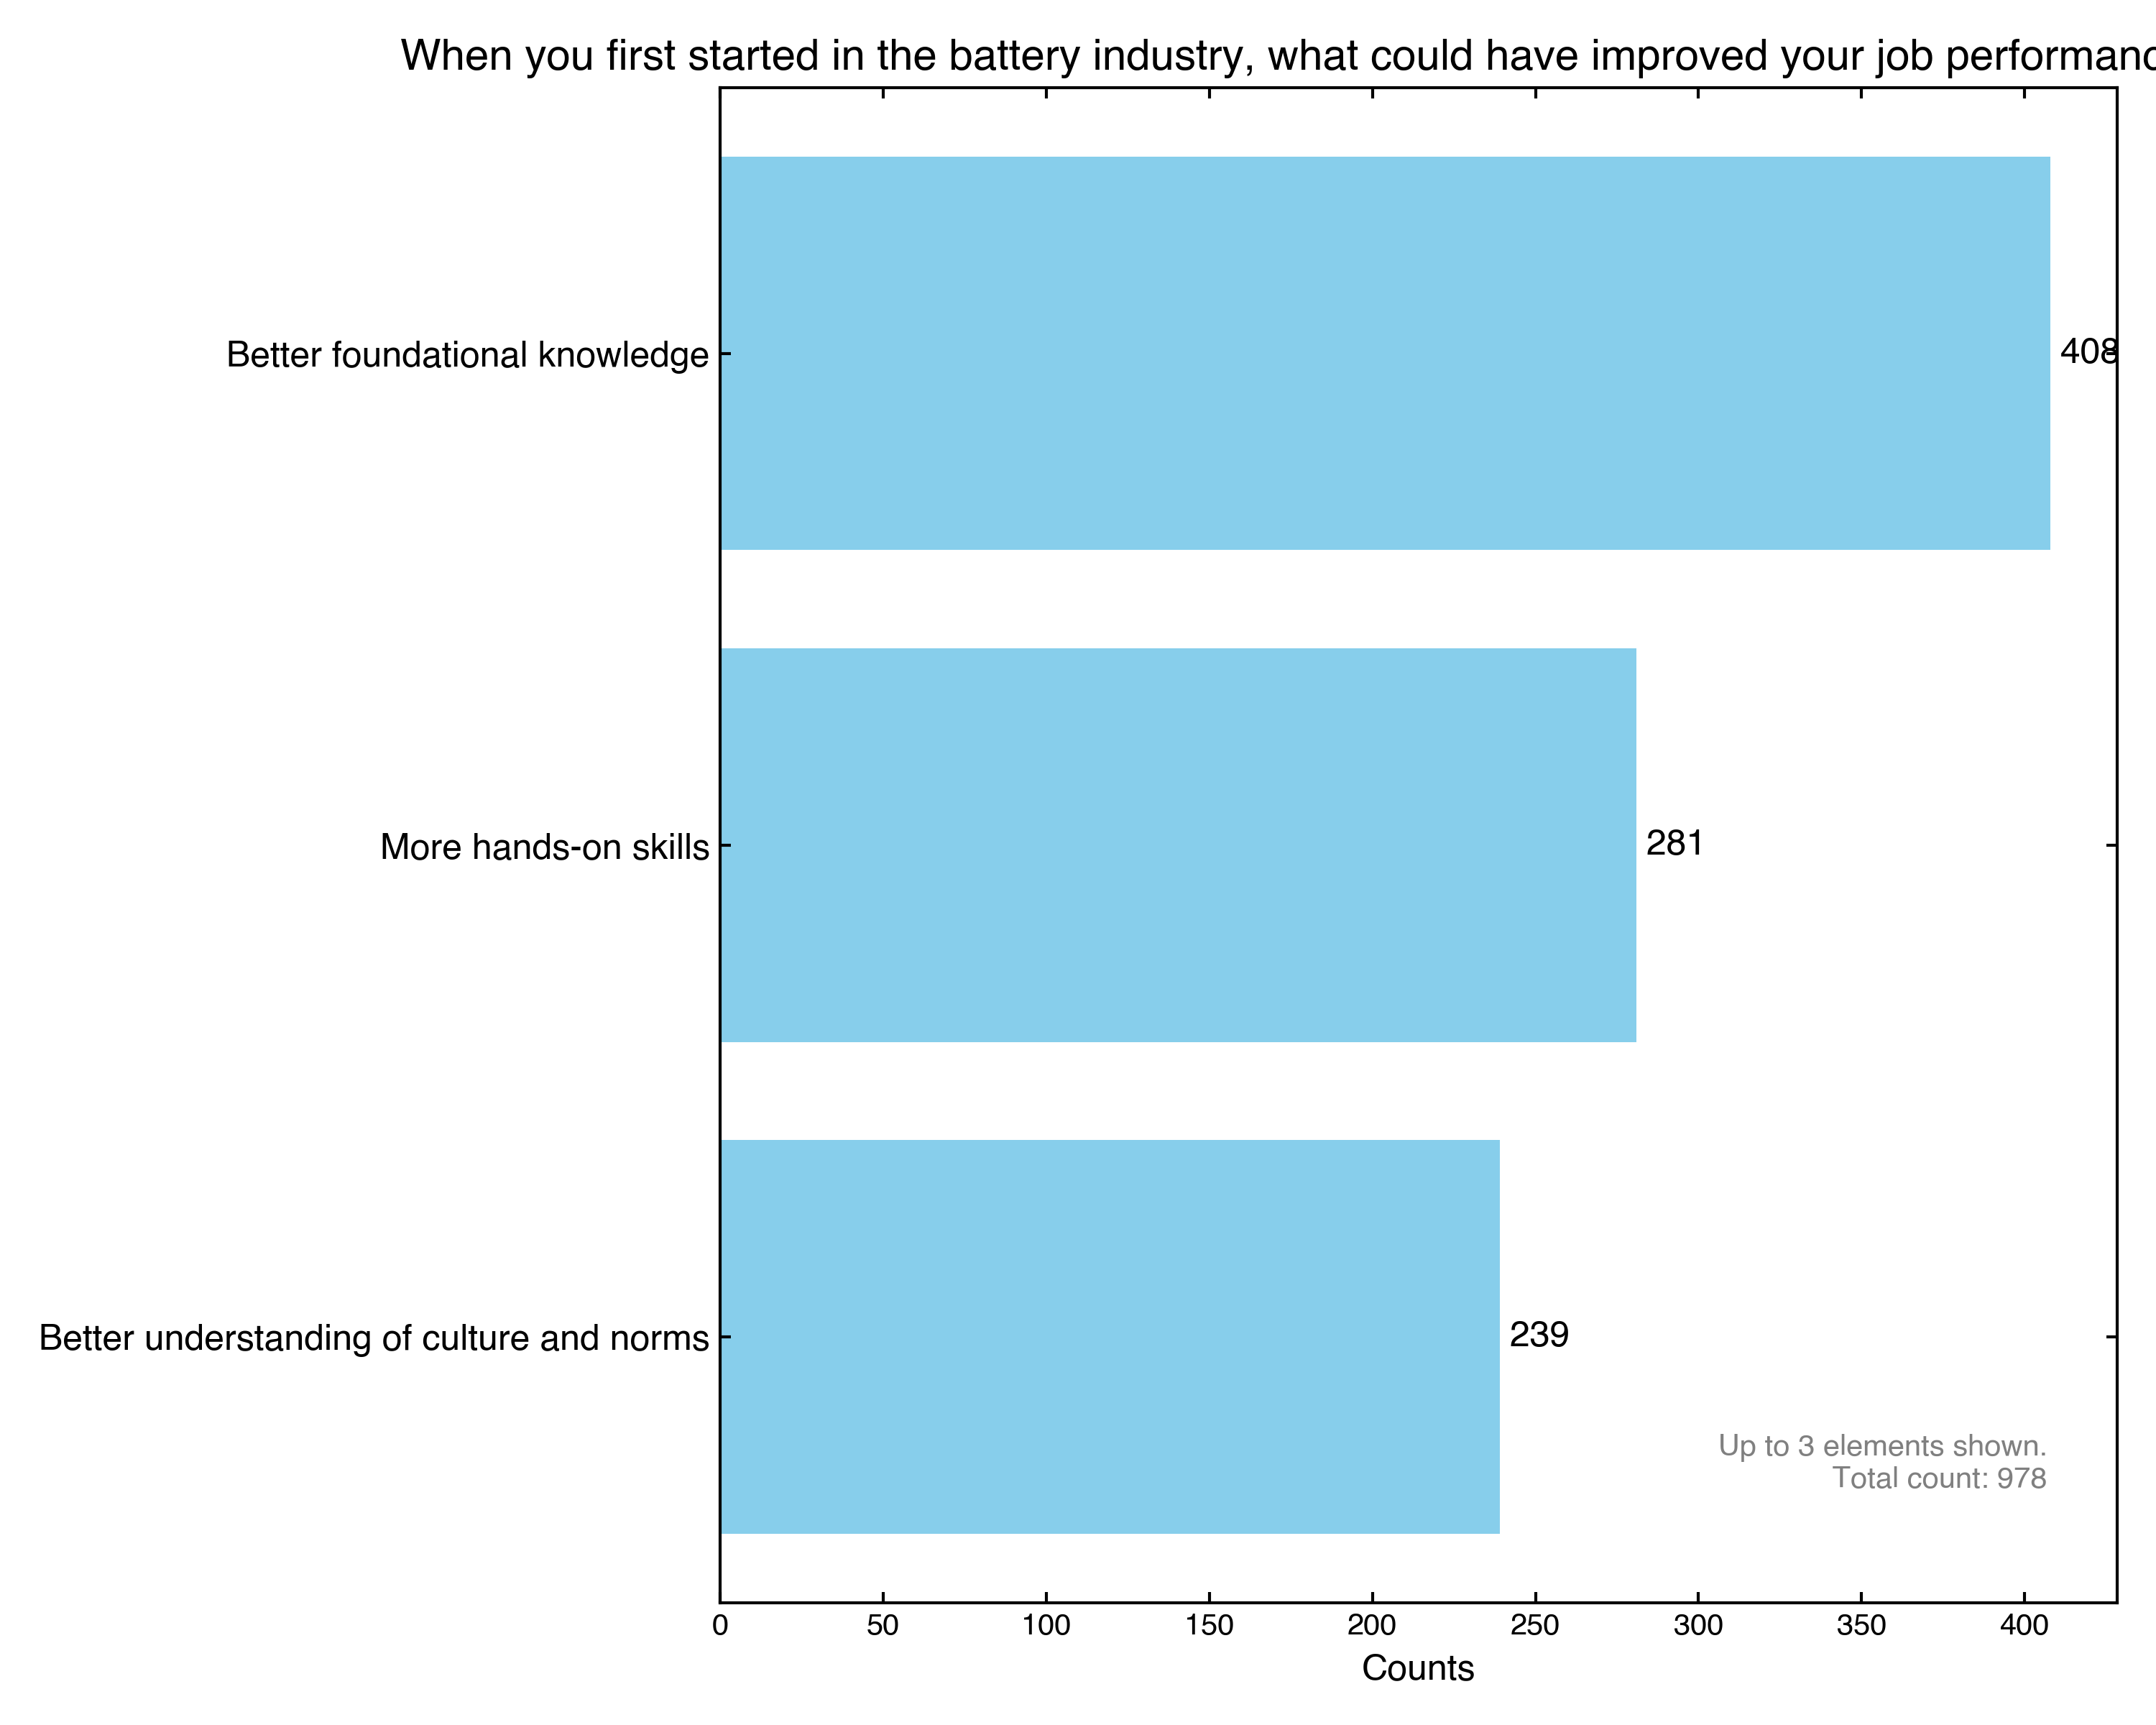 When you first started in the battery industry, what could have improved your job
Better foundational knowledge
408
More hands-on skills
281
Better understanding of culture and norms
239
Up to 3 elements shown.
Total count: 978
0 50 100 150 200 250 300 350 400
Counts